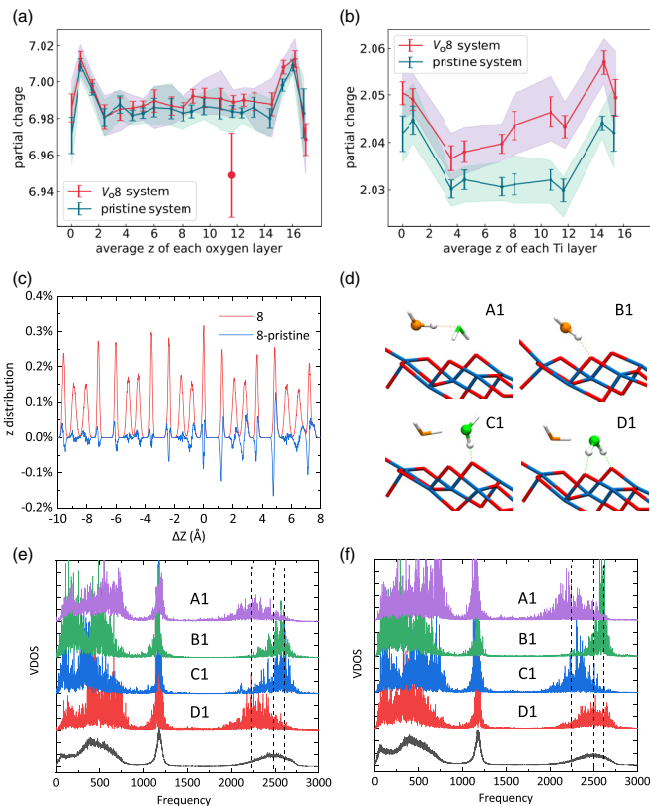 (a)
(b)
7.02
7.00
6.98
6.96
6.94
partial charge
V₀8 system
pristine system
0 2 4 6 8 10 12 14 16
average z of each oxygen layer
2.06
2.05
2.04
2.03
partial charge
V₀8 system
pristine system
0 2 4 6 8 10 12 14 16
average z of each Ti layer
(c)
0.4%
0.3%
0.2%
0.1%
0.0%
-0.1%
-0.2%
z distribution
8
8-pristine
-10 -8 -6 -4 -2 0 2 4 6 8
ΔZ (Å)
(d)
A1
B1
C1
D1
(e)
VDOS
A1
B1
C1
D1
0 500 1000 1500 2000 2500 3000
Frequency
(f)
VDOS
A1
B1
C1
D1
0 500 1000 1500 2000 2500 3000
Frequency